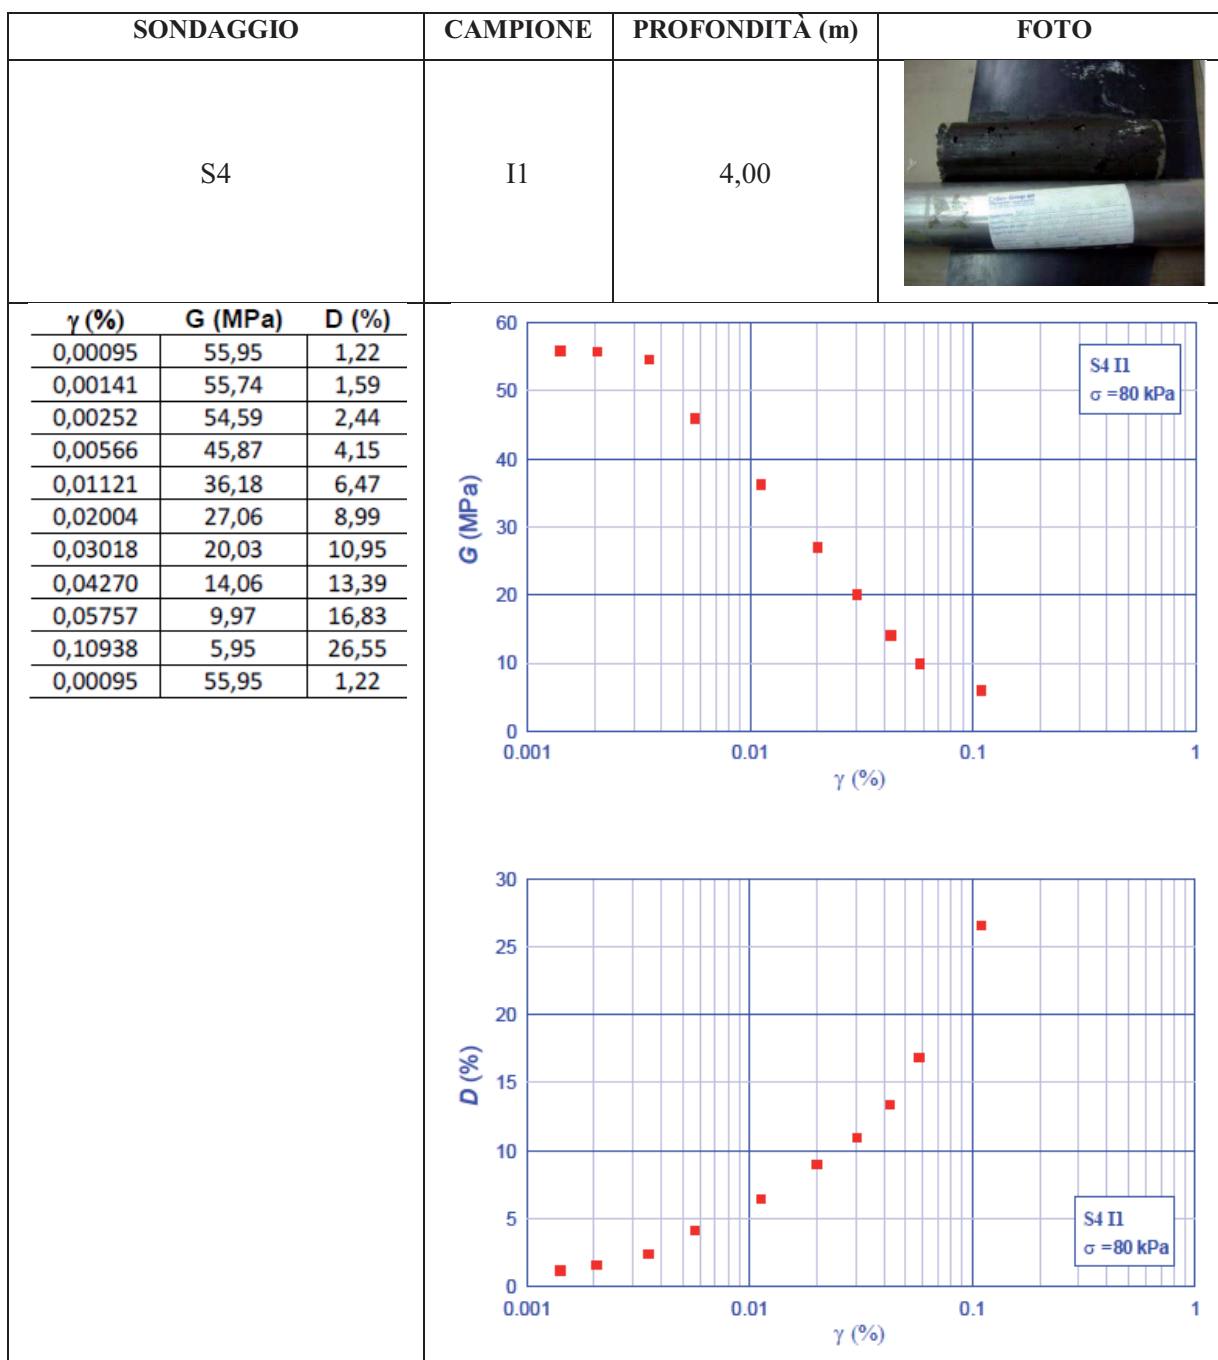 SONDAGGIO CAMPIONE PROFONDITÀ (m) FOTO
S4 I1 4,00
γ (%) G (MPa) D (%)
0,00095 55,95 1,22
0,00141 55,74 1,59
0,00252 54,59 2,44
0,00566 45,87 4,15
0,01121 36,18 6,47
0,02004 27,06 8,99
0,03018 20,03 10,95
0,04270 14,06 13,39
0,05757 9,97 16,83
0,10938 5,95 26,55
0,00095 55,95 1,22
60
50
40
30
20
10
0
G (MPa)
S4 I1
σ =80 kPa
0.001 0.01 0.1 1
γ (%)
30
25
20
15
10
5
0
D (%)
S4 I1
σ =80 kPa
0.001 0.01 0.1 1
γ (%)